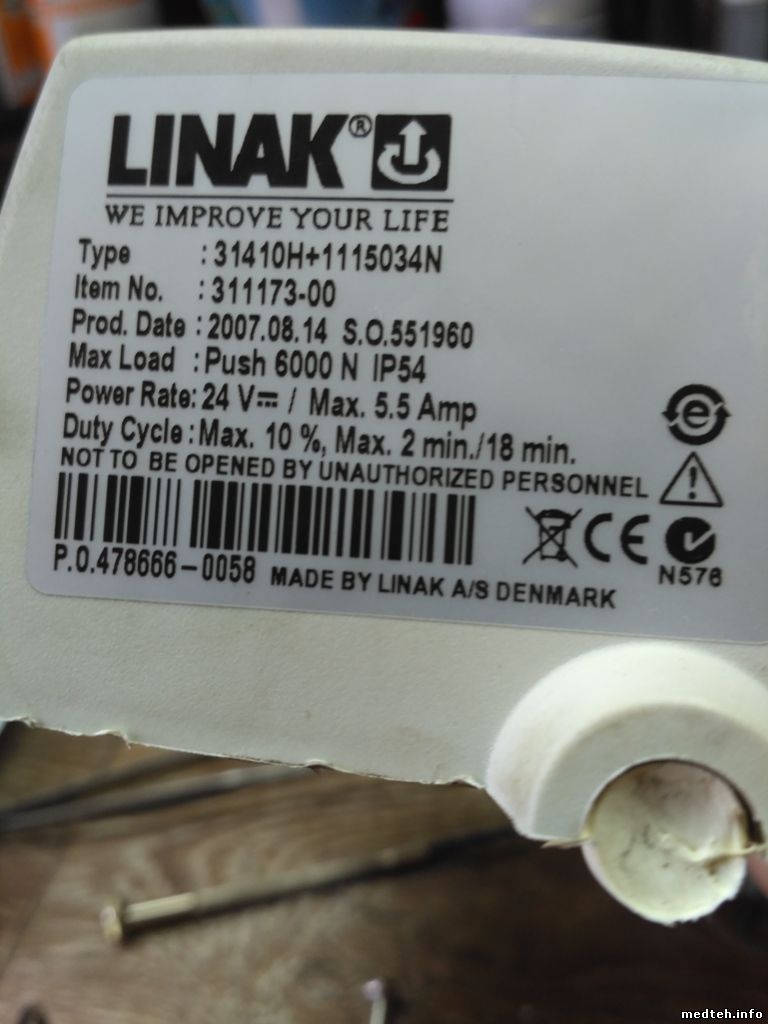 LINAK®
WE IMPROVE YOUR LIFE
Type : 31410H+1115034N
Item No. : 311173-00
Prod. Date : 2007.08.14 S.O.551960
Max Load : Push 6000 N IP54
Power Rate: 24 V⎓ / Max. 5.5 Amp
Duty Cycle : Max. 10 %, Max. 2 min./18 min.
NOT TO BE OPENED BY UNAUTHORIZED PERSONNEL
e
CE
N576
P.O.478666-0058 MADE BY LINAK A/S DENMARK
medteh.info